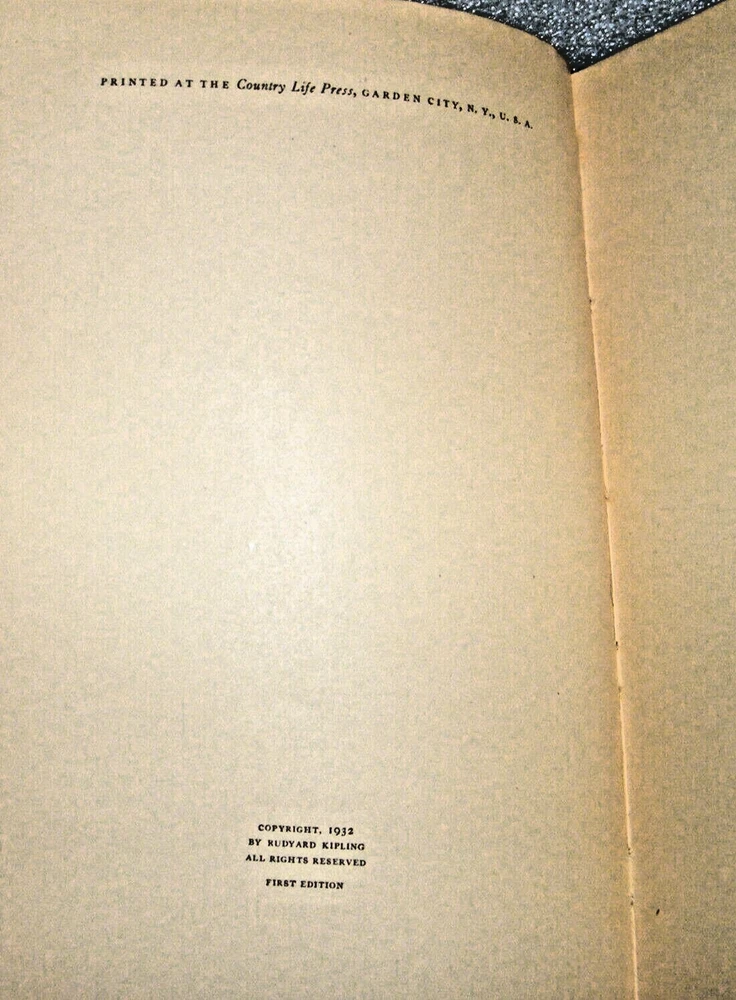 PRINTED AT THE Country Life Press, GARDEN CITY, N. Y., U. S. A.
COPYRIGHT, 1932
BY RUDYARD KIPLING
ALL RIGHTS RESERVED
FIRST EDITION